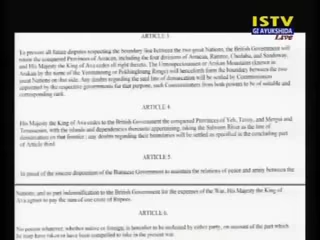 ISTV
GI AYUKSHIDA
LIVE
ARTICLE 3.
To prevent all future disputes respecting the boundary line between the two great Nations, the British Government will
retain the conquered Provinces of Arracan, including the four divisions of Arracan, Ramree, Cheduba, and Sandoway,
and His Majesty the King of Ava cedes all right thereto. The
Arakan by the name of the will henceforth form the boundary between the two
great Nations on that side. Any doubts regarding the said line of demarcation will be settled by Commissioners
appointed by the respective governments for that purpose, such Commissioners from both powers to be of suitable and
corresponding rank.
ARTICLE 4.
His Majesty the King of Ava cedes to the British Government the conquered Provinces of Yeh, Tavoy, and Mergui and
Tenasserim, with the islands and dependencies thereunto appertaining, taking the Salween River as the line of
demarcation on that frontier; any doubts regarding their boundaries will be settled as specified in the concluding part
of Article third.
ARTICLE 5.
In proof of the sincere disposition of the Burmese Government to maintain the relations of peace and amity between the
Nations, and as part indemnification to the British Government for the expenses of the War, His Majesty the King of
Ava agrees to pay the sum of one crore of Rupees.
ARTICLE 6.
No person whatever, whether native or foreign, is hereafter to be molested by either party, on account of the part which
he may have taken or have been compelled to take in the present war.